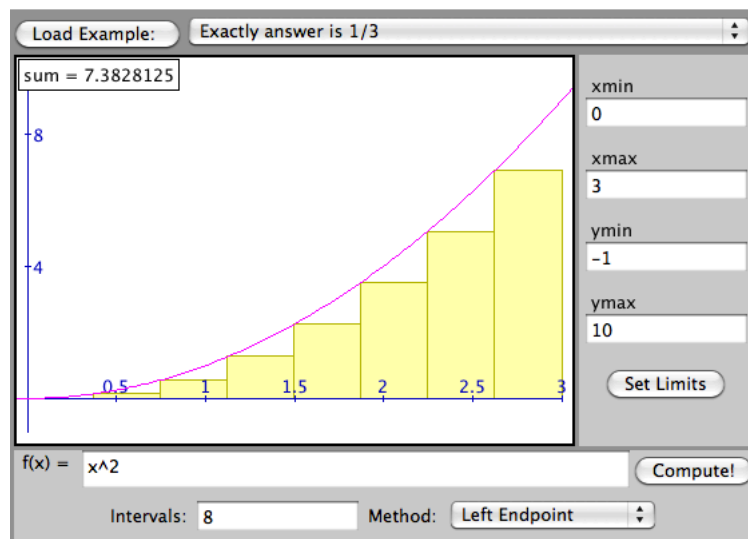 Load Example: Exactly answer is 1/3
sum = 7.3828125
8
4
0.5 1 1.5 2 2.5 3
xmin
0
xmax
3
ymin
-1
ymax
10
Set Limits
f(x) = x^2 Compute!
Intervals: 8 Method: Left Endpoint